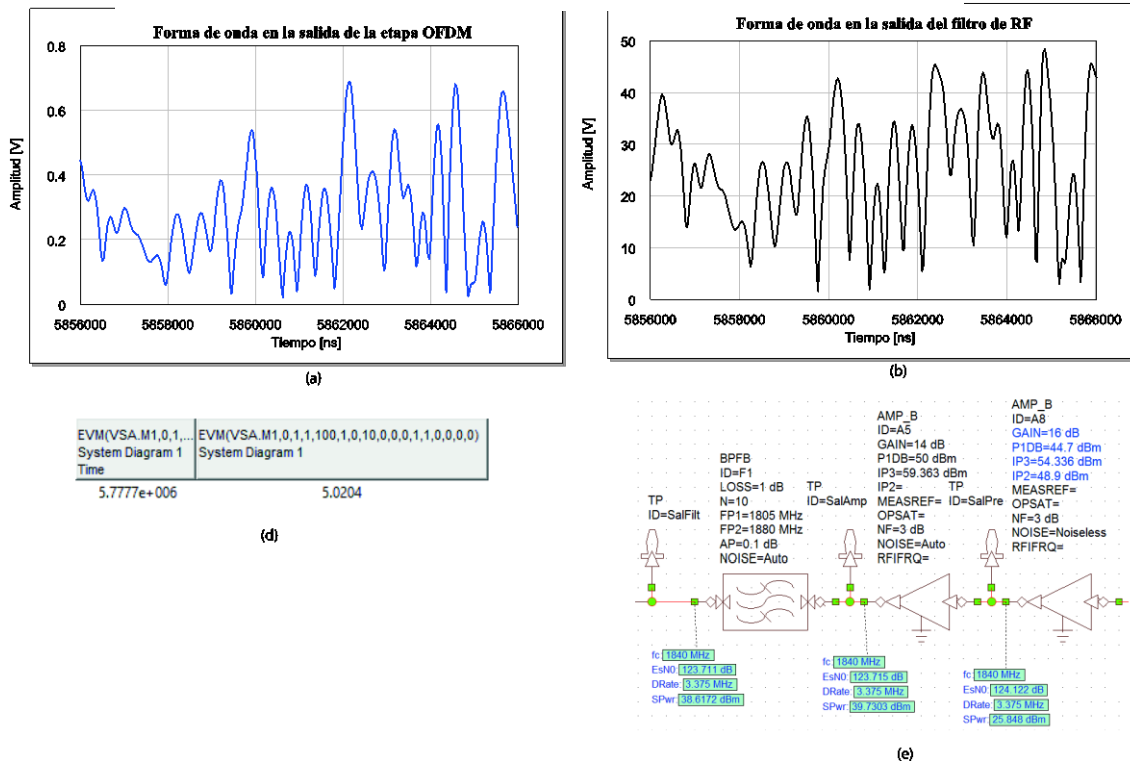 Forma de onda en la salida de la etapa OFDM
0.8
0.6
0.4
0.2
0
Amplitud [V]
5856000 5858000 5860000 5862000 5864000 5866000
Tiempo [ns]
(a)
Forma de onda en la salida del filtro de RF
50
40
30
20
10
0
Amplitud [V]
5856000 5858000 5860000 5862000 5864000 5866000
Tiempo [ns]
(b)
EVM(VSA.M1,0,1,...
System Diagram 1
Time
5.7777e+006
EVM(VSA.M1,0,1,1,100,1,0,10,0,0,0,1,1,0,0,0,0)
System Diagram 1
5.0204
(d)
TP
ID=SalFilt
BPFB
ID=F1
LOSS=1 dB
N=10
FP1=1805 MHz
FP2=1880 MHz
AP=0.1 dB
NOISE=Auto
TP
ID=SalAmp
AMP_B
ID=A5
GAIN=14 dB
P1DB=50 dBm
IP3=59.363 dBm
IP2=
MEASREF=
OPSAT=
NF=3 dB
NOISE=Auto
RFIFRQ=
TP
ID=SalPre
AMP_B
ID=A8
GAIN=16 dB
P1DB=44.7 dBm
IP3=54.336 dBm
IP2=48.9 dBm
MEASREF=
OPSAT=
NF=3 dB
NOISE=Noiseless
RFIFRQ=
fc 1840 MHz
EsN0: 123.711 dB
DRate: 3.375 MHz
SPwr: 38.6172 dBm
fc 1840 MHz
EsN0: 123.715 dB
DRate: 3.375 MHz
SPwr: 39.7303 dBm
fc 1840 MHz
EsN0: 124.122 dB
DRate: 3.375 MHz
SPwr: 25.848 dBm
(e)